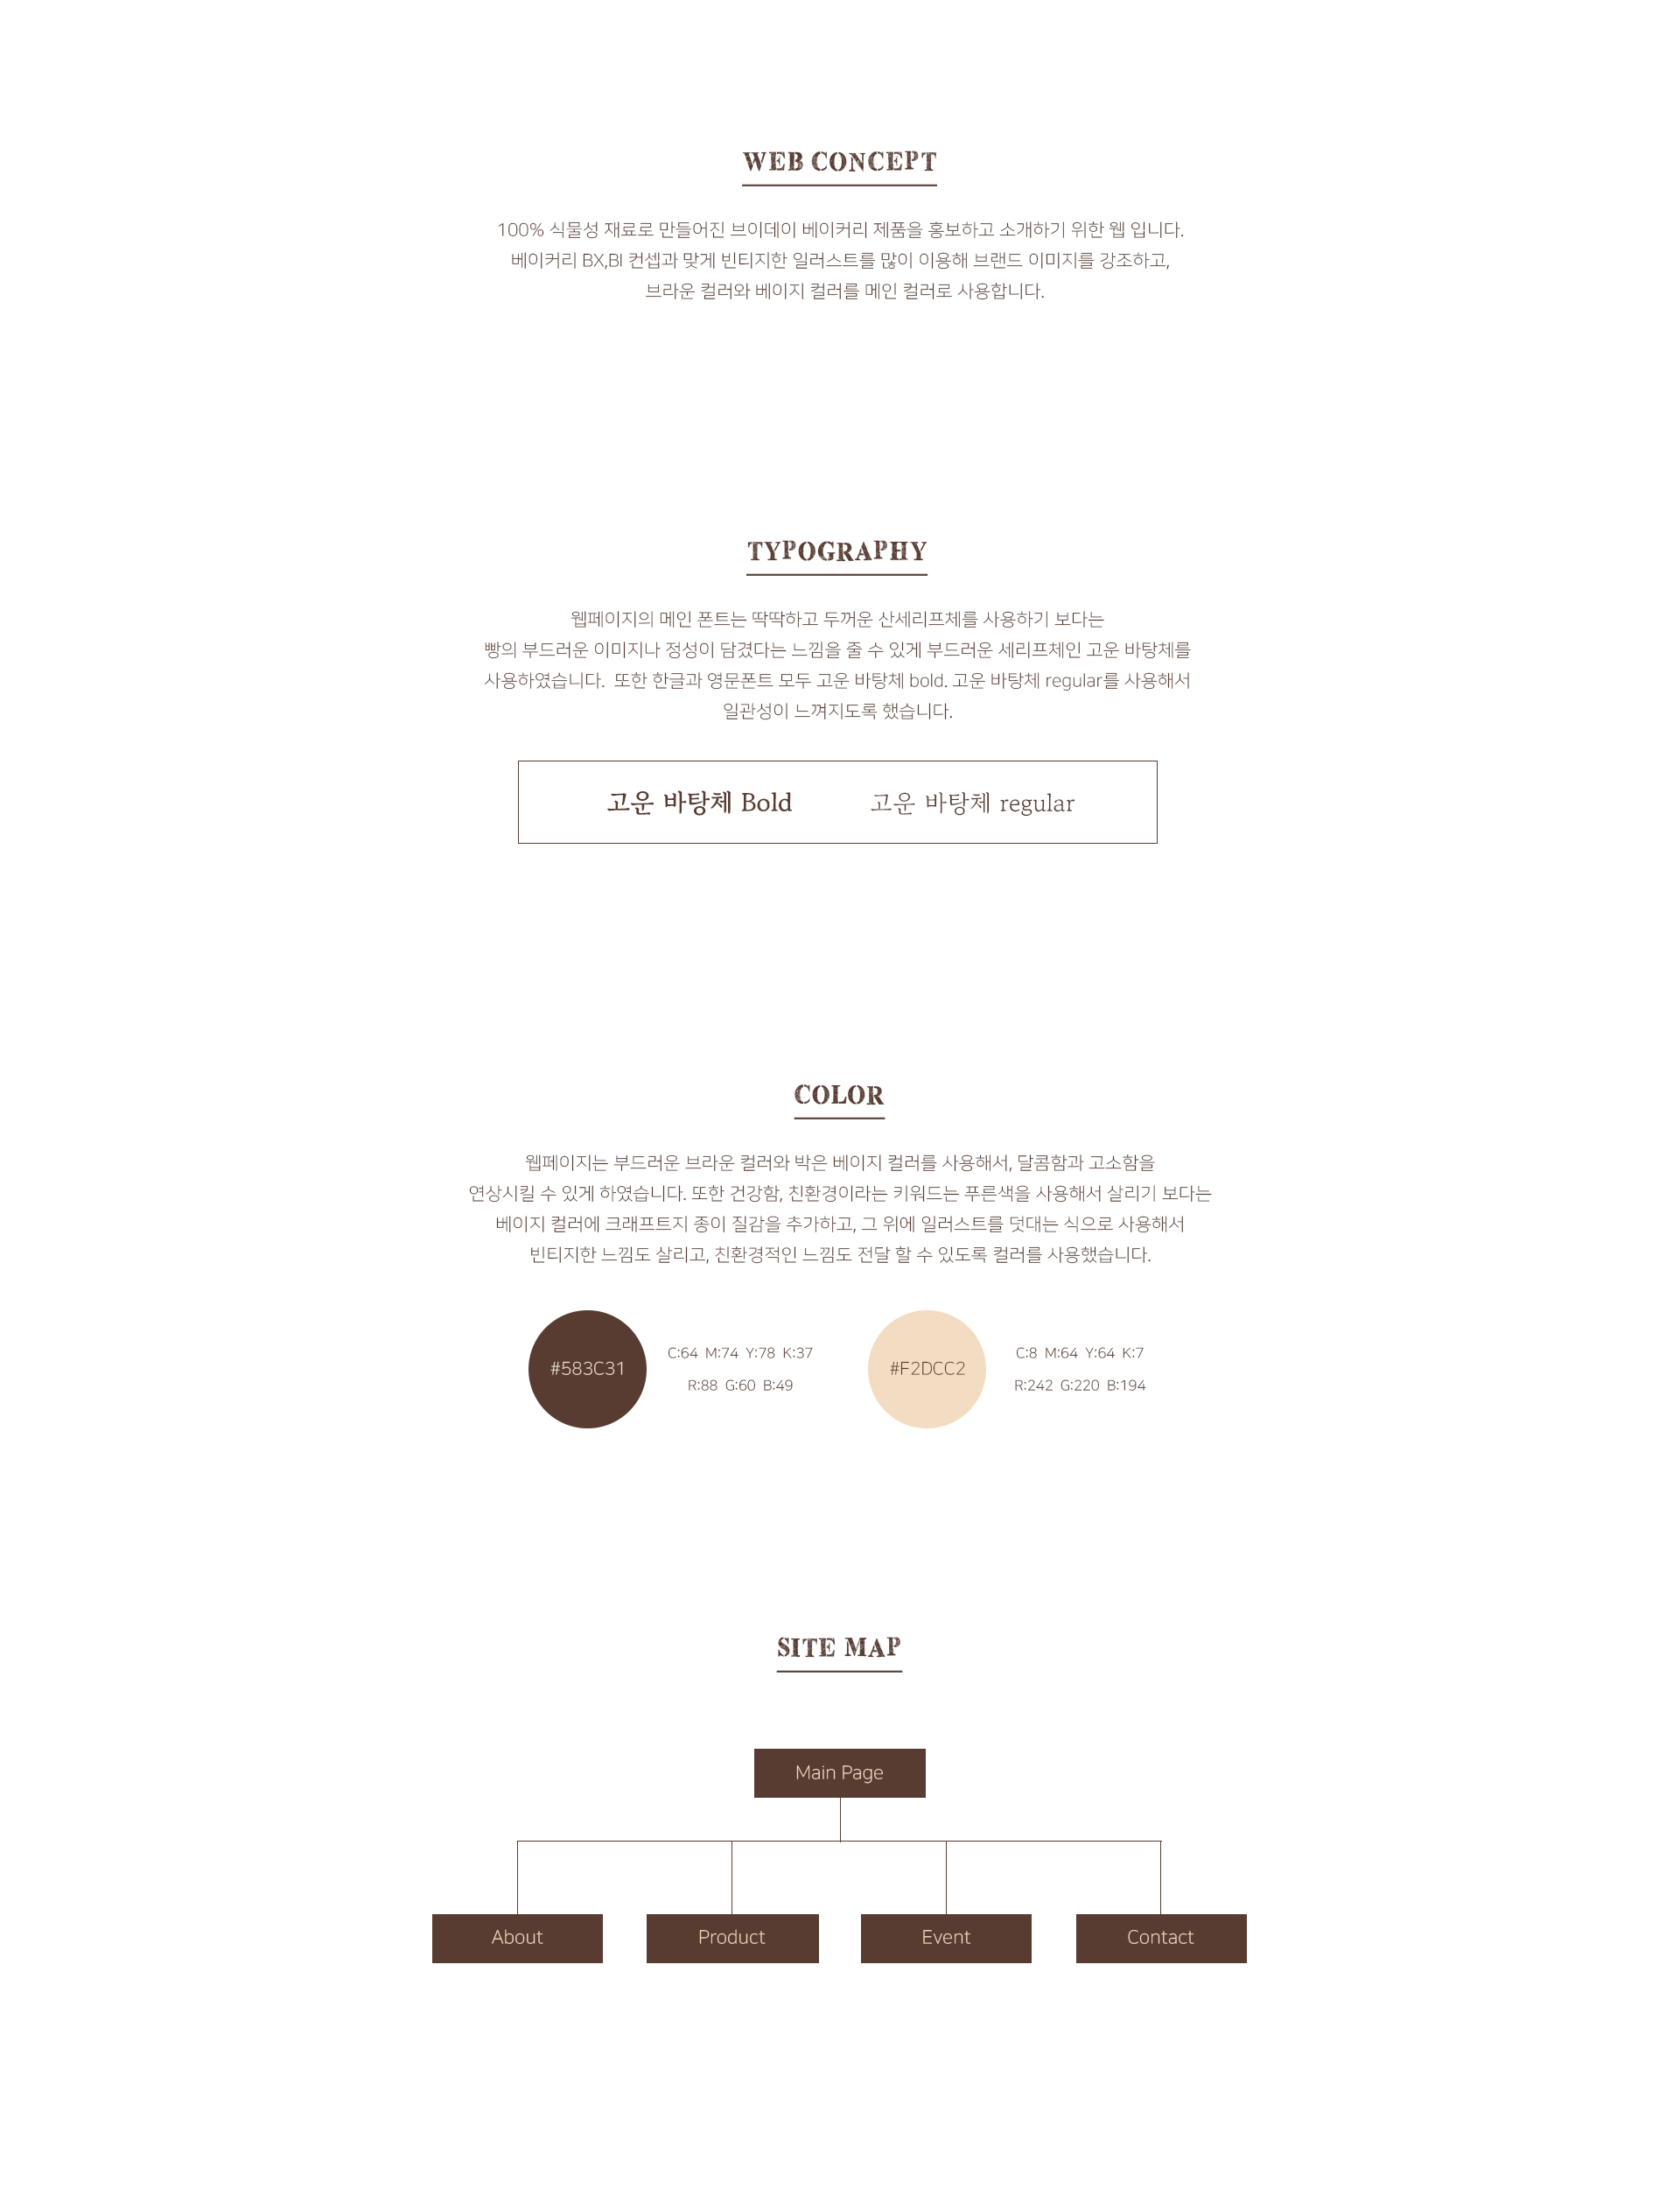 WEB CONCEPT
100% 식물성 재료로 만들어진 브이데이 베이커리 제품을 홍보하고 소개하기 위한 웹 입니다.
베이커리 BX,BI 컨셉과 맞게 빈티지한 일러스트를 많이 이용해 브랜드 이미지를 강조하고,
브라운 컬러와 베이지 컬러를 메인 컬러로 사용합니다.
TYPOGRAPHY
웹페이지의 메인 폰트는 딱딱하고 두꺼운 산세리프체를 사용하기 보다는
빵의 부드러운 이미지나 정성이 담겼다는 느낌을 줄 수 있게 부드러운 세리프체인 고운 바탕체를
사용하였습니다. 또한 한글과 영문폰트 모두 고운 바탕체 bold. 고운 바탕체 regular를 사용해서
일관성이 느껴지도록 했습니다.
고운 바탕체 Bold 고운 바탕체 regular
COLOR
웹페이지는 부드러운 브라운 컬러와 박은 베이지 컬러를 사용해서, 달콤함과 고소함을
연상시킬 수 있게 하였습니다. 또한 건강함, 친환경이라는 키워드는 푸른색을 사용해서 살리기 보다는
베이지 컬러에 크래프트지 종이 질감을 추가하고, 그 위에 일러스트를 덧대는 식으로 사용해서
빈티지한 느낌도 살리고, 친환경적인 느낌도 전달 할 수 있도록 컬러를 사용했습니다.
#583C31
C:64 M:74 Y:78 K:37
R:88 G:60 B:49
#F2DCC2
C:8 M:64 Y:64 K:7
R:242 G:220 B:194
SITE MAP
Main Page
About Product Event Contact